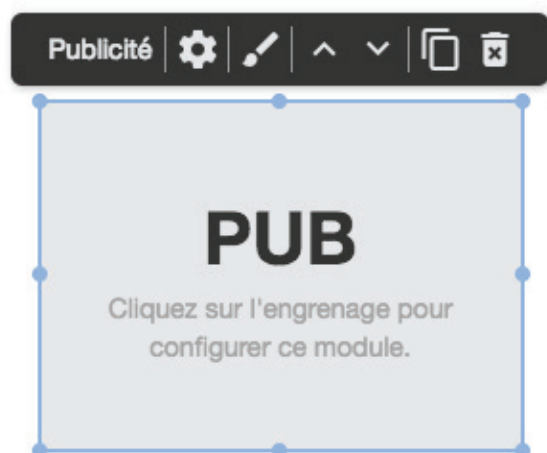 Publicité
PUB
Cliquez sur l'engrenage pour
configurer ce module.